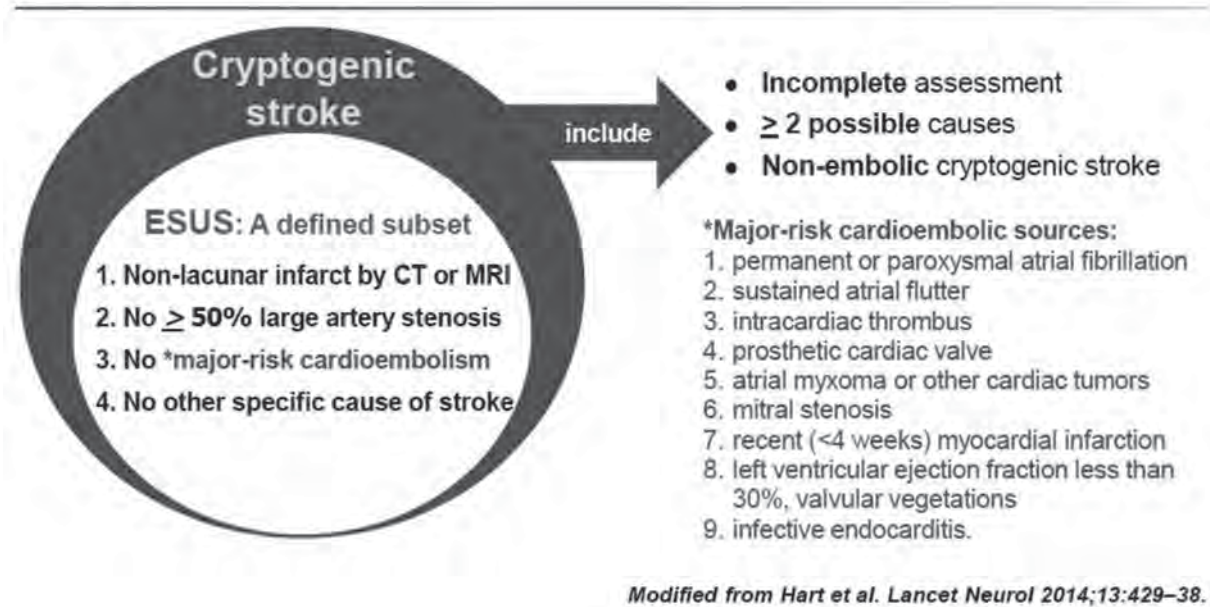 Cryptogenic
stroke
include
ESUS: A defined subset
1. Non-lacunar infarct by CT or MRI
2. No ≥ 50% large artery stenosis
3. No *major-risk cardioembolism
4. No other specific cause of stroke
• Incomplete assessment
• ≥ 2 possible causes
• Non-embolic cryptogenic stroke
*Major-risk cardioembolic sources:
1. permanent or paroxysmal atrial fibrillation
2. sustained atrial flutter
3. intracardiac thrombus
4. prosthetic cardiac valve
5. atrial myxoma or other cardiac tumors
6. mitral stenosis
7. recent (<4 weeks) myocardial infarction
8. left ventricular ejection fraction less than
30%, valvular vegetations
9. infective endocarditis.
Modified from Hart et al. Lancet Neurol 2014;13:429–38.